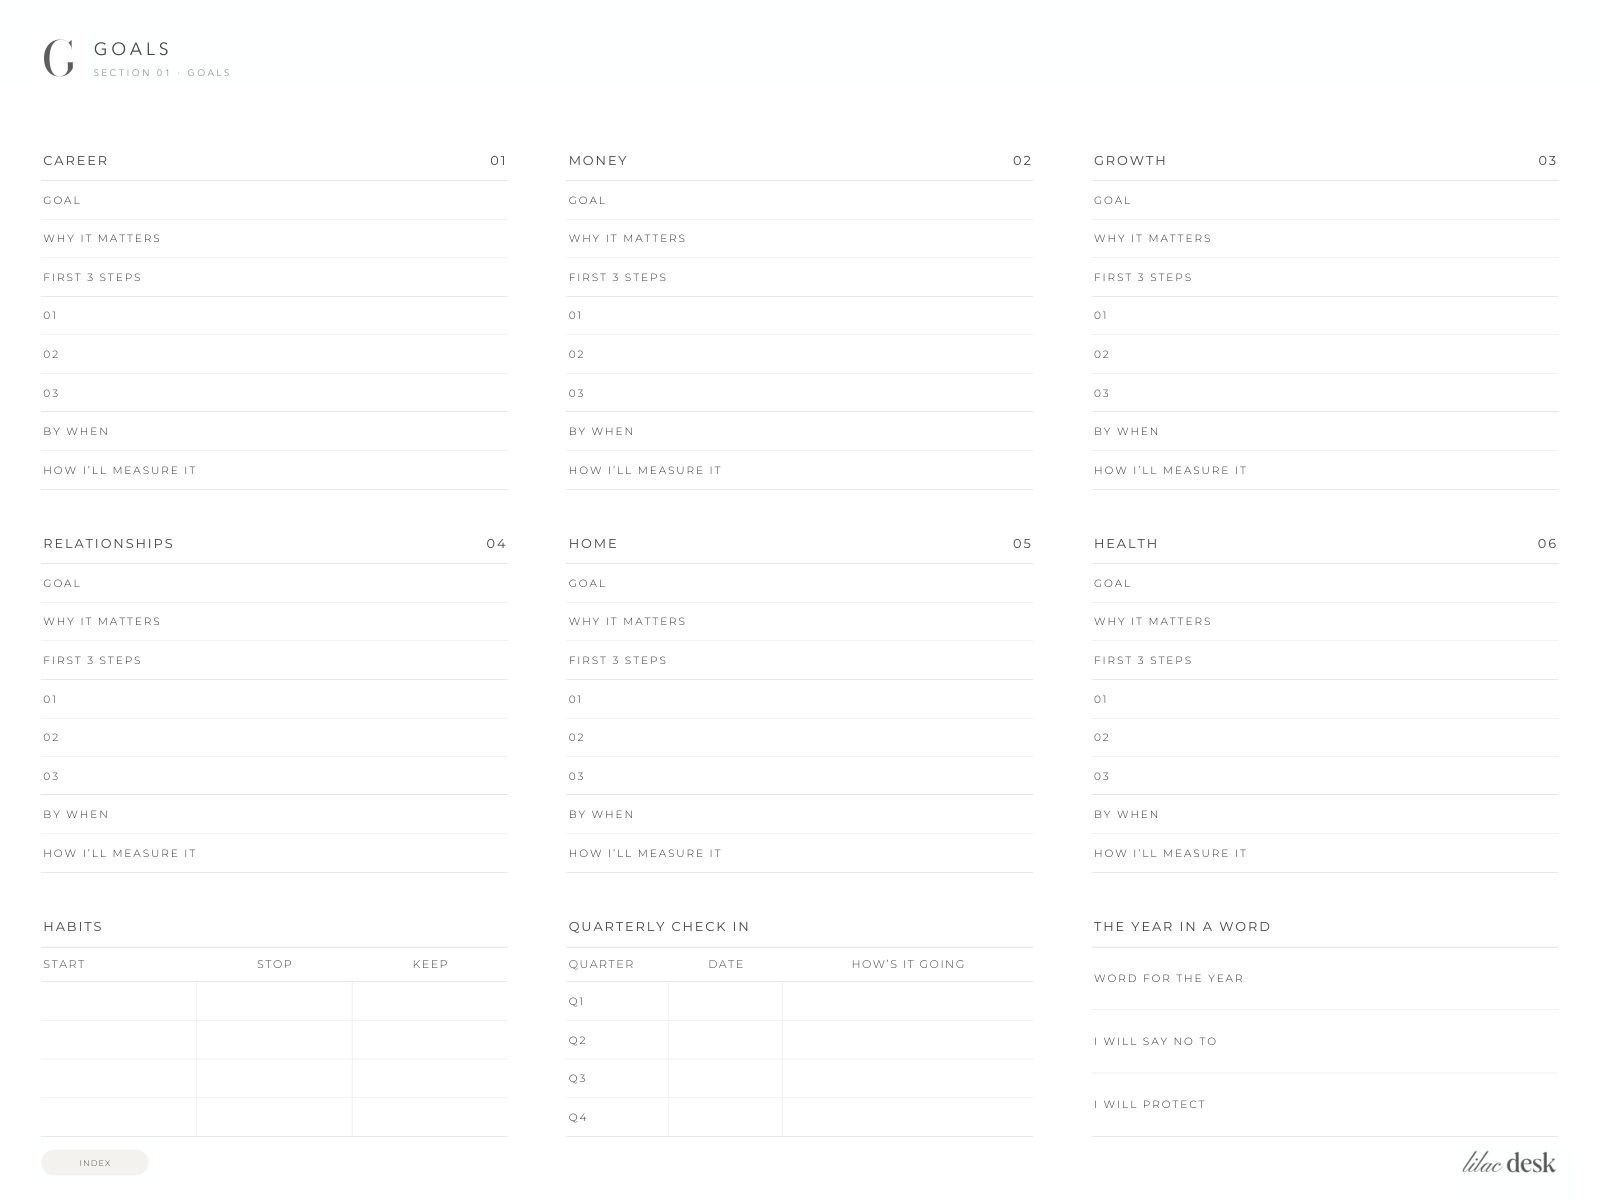 G
GOALS
SECTION 01 · GOALS
CAREER 01
GOAL
WHY IT MATTERS
FIRST 3 STEPS
01
02
03
BY WHEN
HOW I'LL MEASURE IT
MONEY 02
GOAL
WHY IT MATTERS
FIRST 3 STEPS
01
02
03
BY WHEN
HOW I'LL MEASURE IT
GROWTH 03
GOAL
WHY IT MATTERS
FIRST 3 STEPS
01
02
03
BY WHEN
HOW I'LL MEASURE IT
RELATIONSHIPS 04
GOAL
WHY IT MATTERS
FIRST 3 STEPS
01
02
03
BY WHEN
HOW I'LL MEASURE IT
HOME 05
GOAL
WHY IT MATTERS
FIRST 3 STEPS
01
02
03
BY WHEN
HOW I'LL MEASURE IT
HEALTH 06
GOAL
WHY IT MATTERS
FIRST 3 STEPS
01
02
03
BY WHEN
HOW I'LL MEASURE IT
HABITS
START STOP KEEP
QUARTERLY CHECK IN
QUARTER DATE HOW'S IT GOING
Q1
Q2
Q3
Q4
THE YEAR IN A WORD
WORD FOR THE YEAR
I WILL SAY NO TO
I WILL PROTECT
INDEX
lilac desk